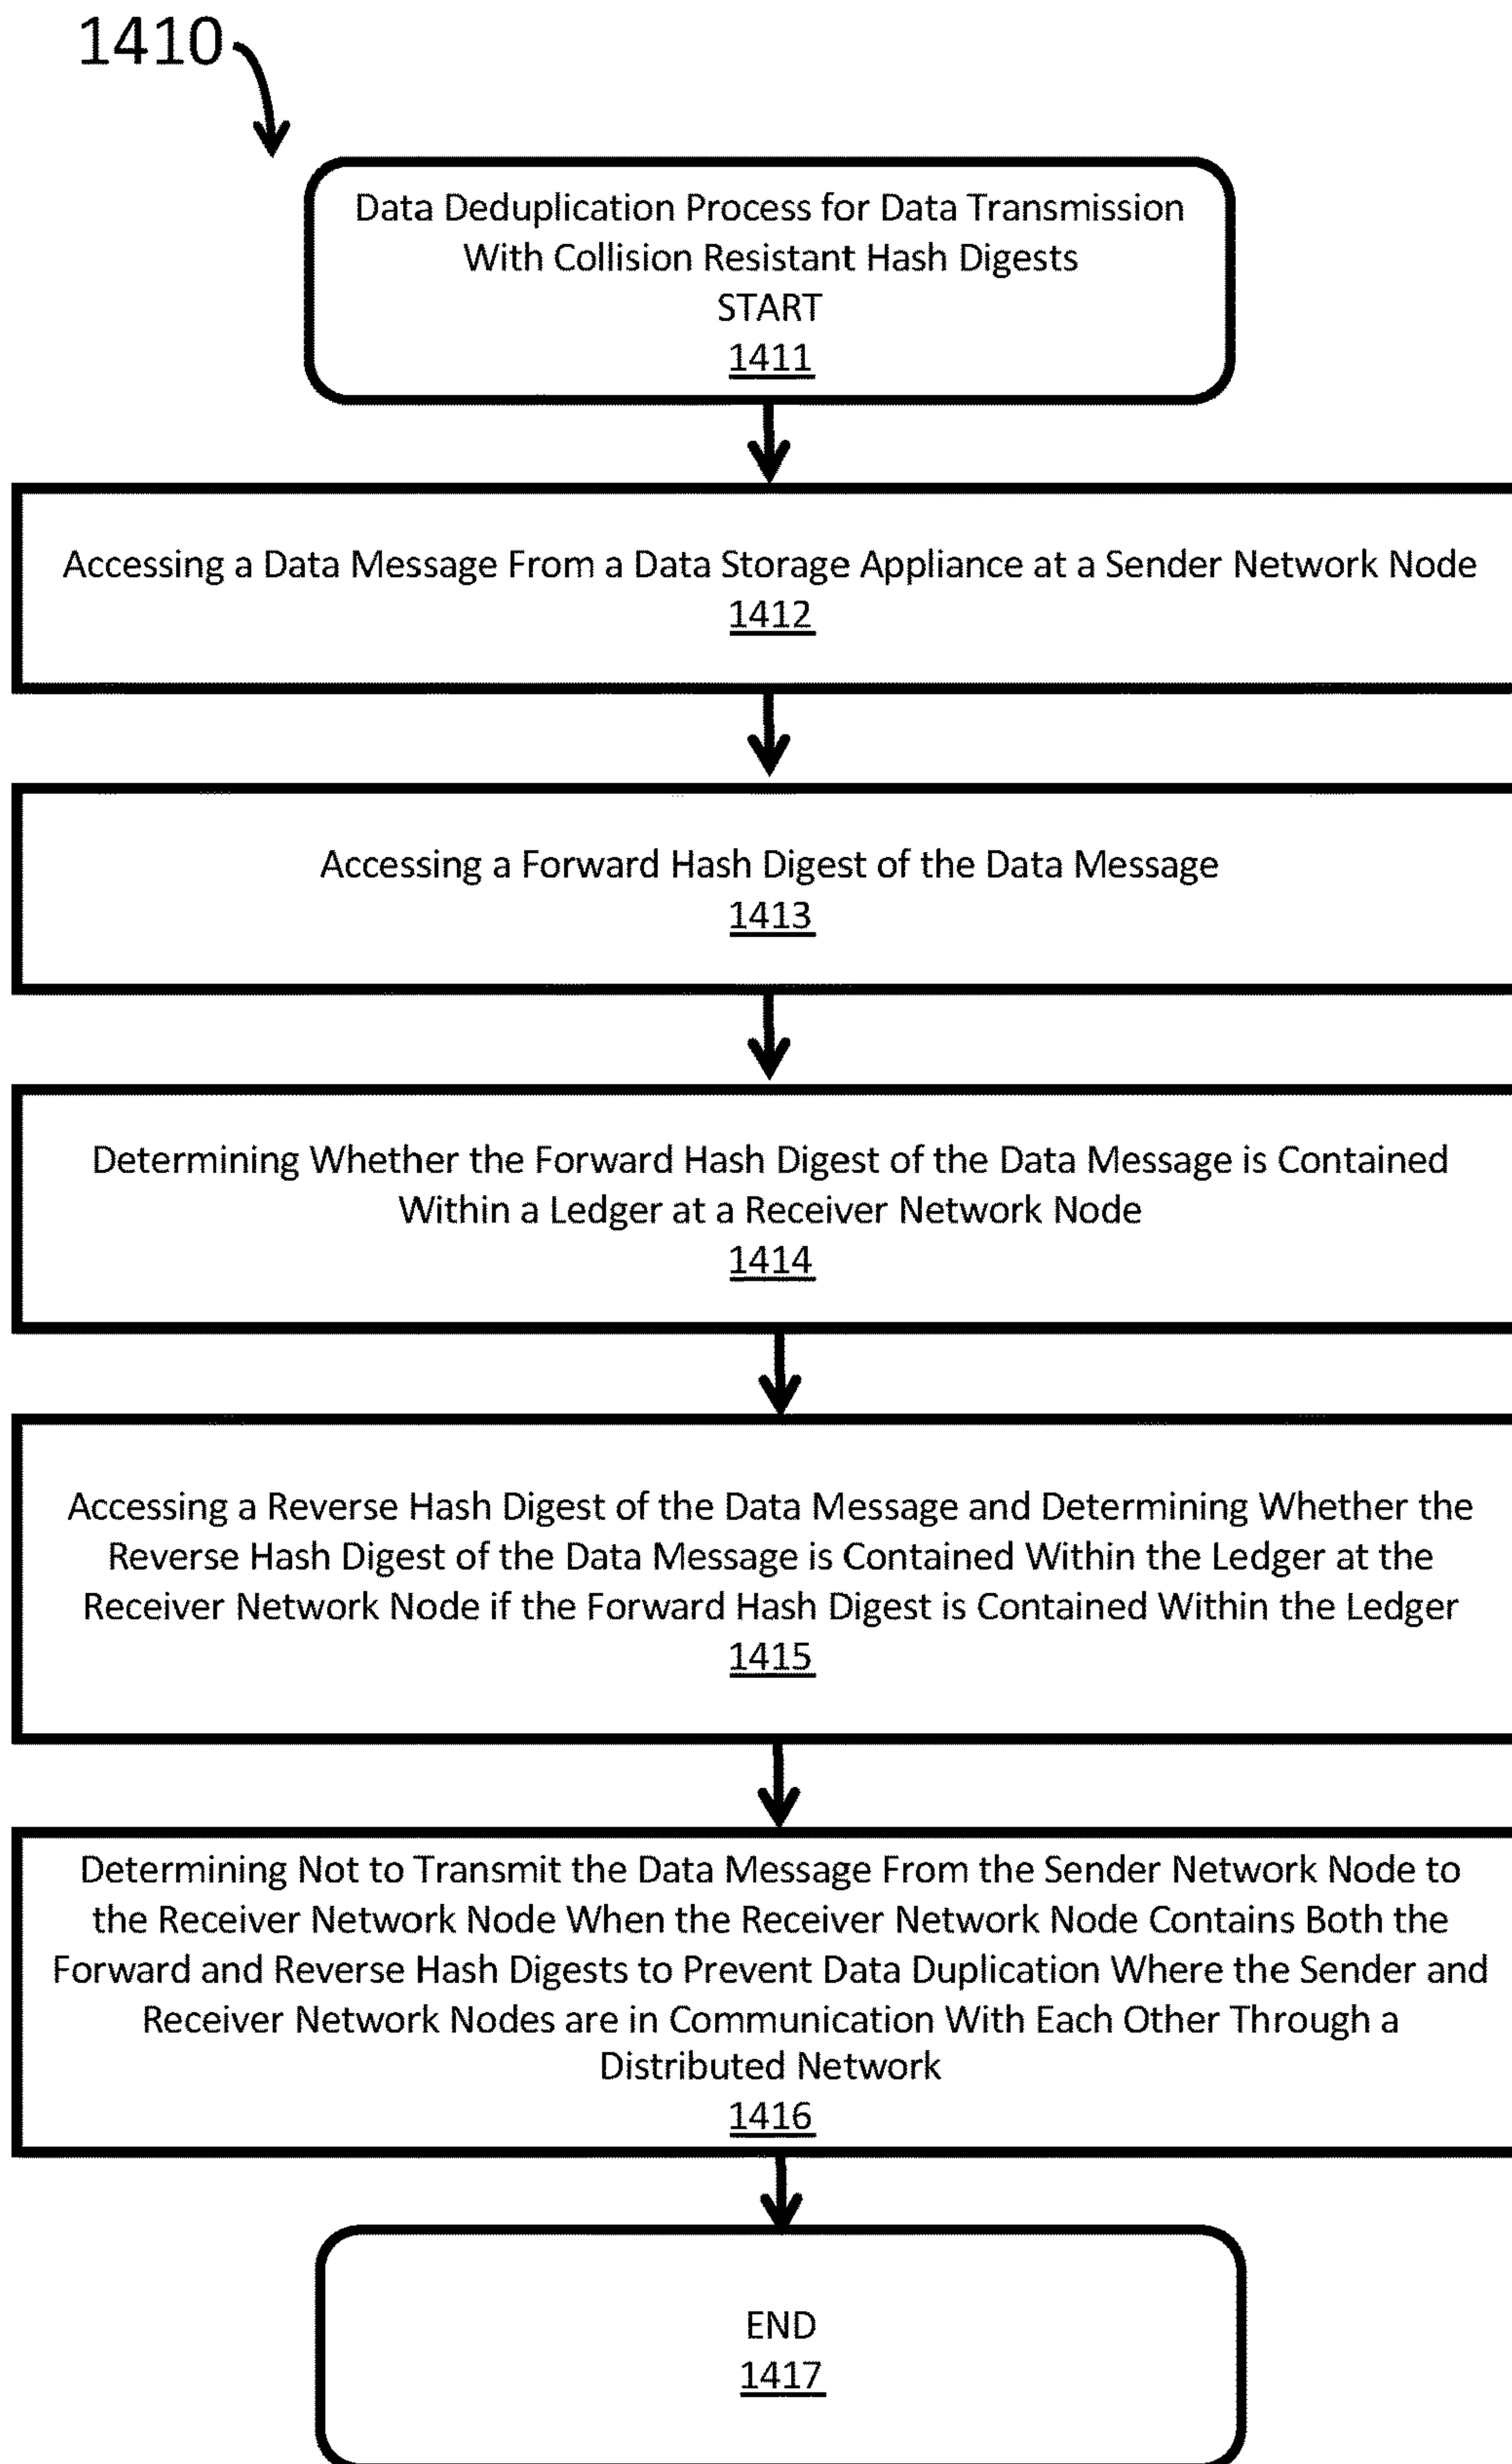 1410
Data Deduplication Process for Data Transmission
With Collision Resistant Hash Digests
START
1411
Accessing a Data Message From a Data Storage Appliance at a Sender Network Node
1412
Accessing a Forward Hash Digest of the Data Message
1413
Determining Whether the Forward Hash Digest of the Data Message is Contained
Within a Ledger at a Receiver Network Node
1414
Accessing a Reverse Hash Digest of the Data Message and Determining Whether the
Reverse Hash Digest of the Data Message is Contained Within the Ledger at the
Receiver Network Node if the Forward Hash Digest is Contained Within the Ledger
1415
Determining Not to Transmit the Data Message From the Sender Network Node to
the Receiver Network Node When the Receiver Network Node Contains Both the
Forward and Reverse Hash Digests to Prevent Data Duplication Where the Sender and
Receiver Network Nodes are in Communication With Each Other Through a
Distributed Network
1416
END
1417